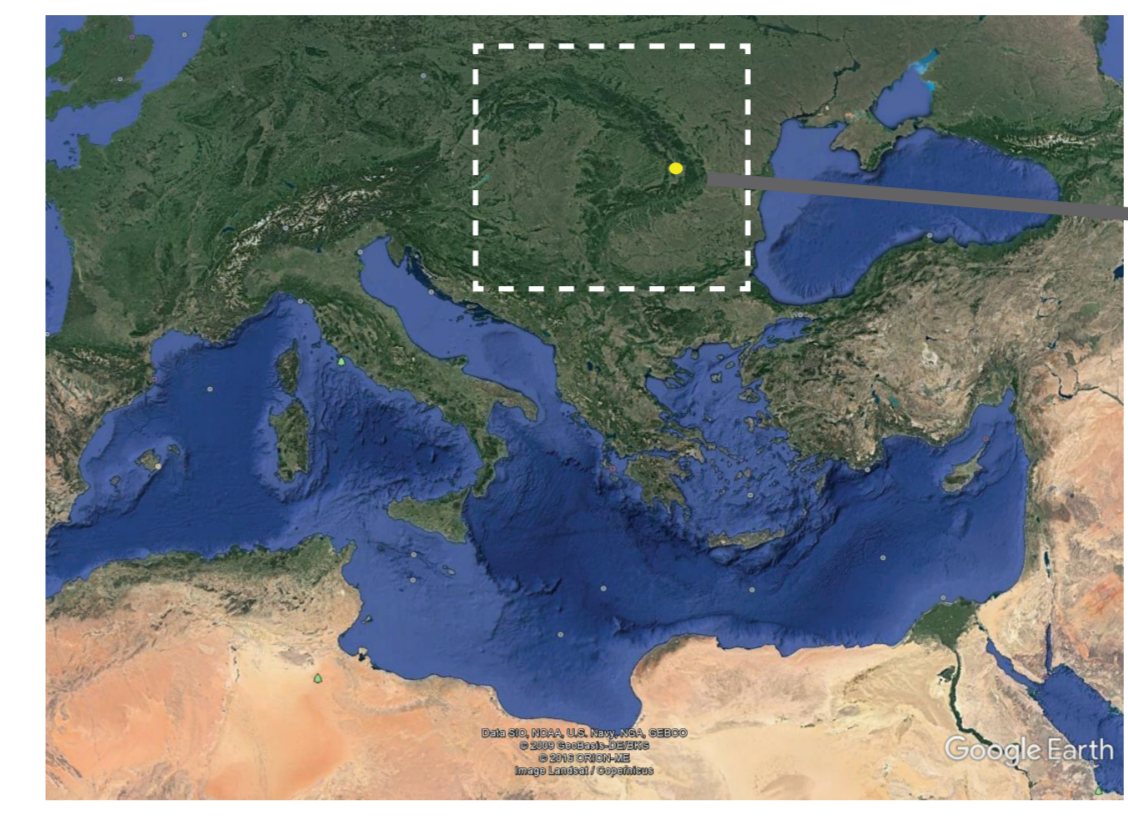 Data SIO, NOAA, U.S. Navy, NGA, GEBCO
© 2009 GeoBasis-DE/BKG
© 2016 ORION-ME
Image Landsat / Copernicus
Google Earth